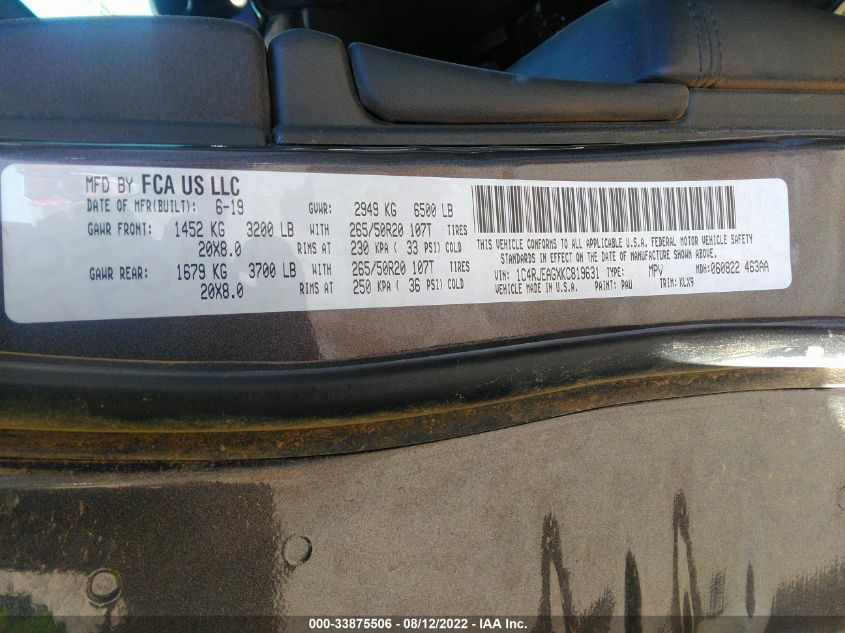 MFD BY FCA US LLC
DATE OF MFR(BUILT): 6-19 GVWR: 2949 KG 6500 LB
GAWR FRONT: 1452 KG 3200 LB WITH 265/50R20 107T TIRES
20X8.0 RIMS AT 230 KPA ( 33 PSI) COLD
GAWR REAR: 1679 KG 3700 LB WITH 265/50R20 107T TIRES
20X8.0 RIMS AT 250 KPA ( 36 PSI) COLD
THIS VEHICLE CONFORMS TO ALL APPLICABLE U.S.A. FEDERAL MOTOR VEHICLE SAFETY
STANDARDS IN EFFECT ON THE DATE OF MANUFACTURE SHOWN ABOVE.
VIN: 1C4RJEAGXKC819631 TYPE: MPV MDH: 060822 463AA
VEHICLE MADE IN U.S.A. PAINT: PAU TRIM: KLX9
000-33875506 - 08/12/2022 - IAA Inc.